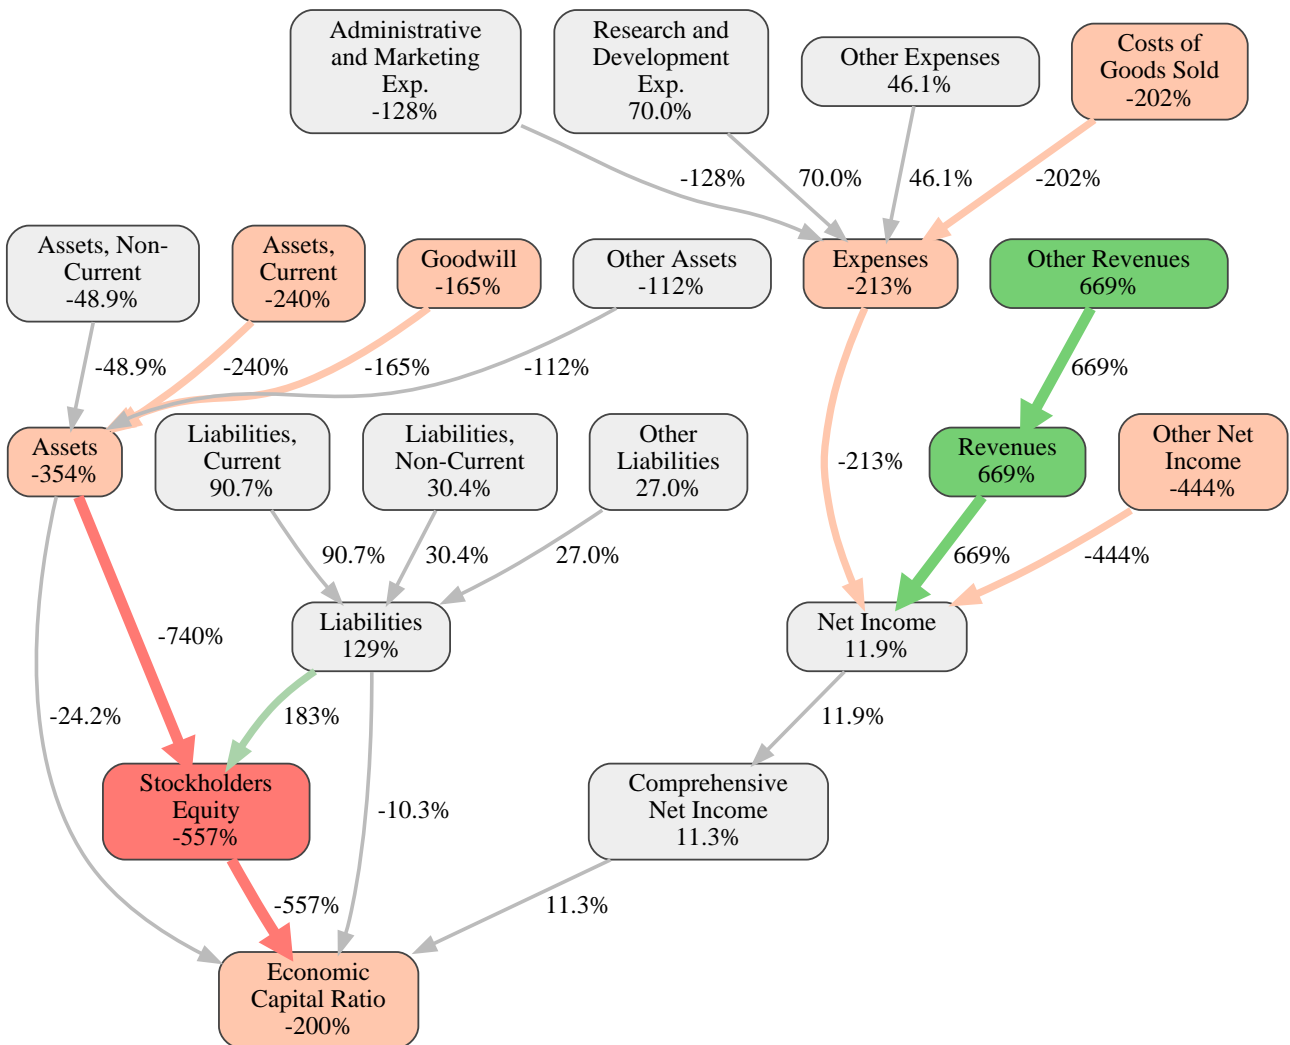 Administrative
and Marketing
Exp.
-128%
Research and
Development
Exp.
70.0%
Other Expenses
46.1%
Costs of
Goods Sold
-202%
-128%
70.0%
46.1%
-202%
Assets, Non-
Current
-48.9%
Assets,
Current
-240%
Goodwill
-165%
Other Assets
-112%
Expenses
-213%
Other Revenues
669%
-48.9%
-240%
-165%
-112%
669%
Assets
-354%
Liabilities,
Current
90.7%
Liabilities,
Non-Current
30.4%
Other
Liabilities
27.0%
-213%
Revenues
669%
Other Net
Income
-444%
90.7%
30.4%
27.0%
669%
-444%
-740%
Liabilities
129%
Net Income
11.9%
-24.2%
183%
11.9%
Stockholders
Equity
-557%
-10.3%
Comprehensive
Net Income
11.3%
-557%
11.3%
Economic
Capital Ratio
-200%